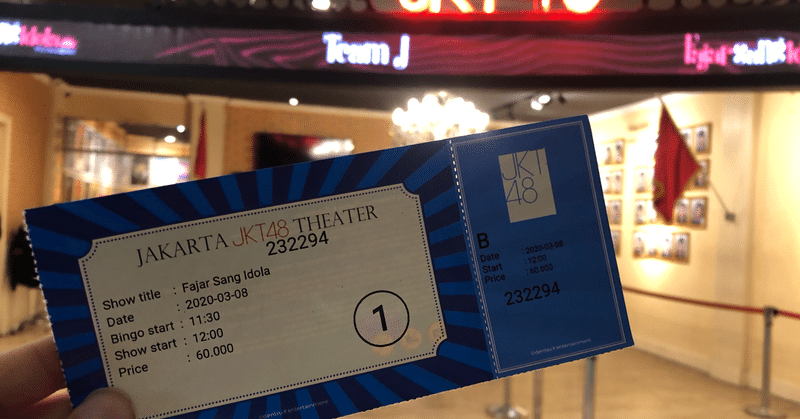 JKT48
Team J
Fajar Sang Idola
JAKARTA JKT48 THEATER
232294
Show title : Fajar Sang Idola
Date : 2020-03-08
Bingo start : 11:30
Show start : 12:00
Price : 60.000
1
JKT
48
B
Date : 2020-03-08
Start : 12:00
Price : 60.000
232294